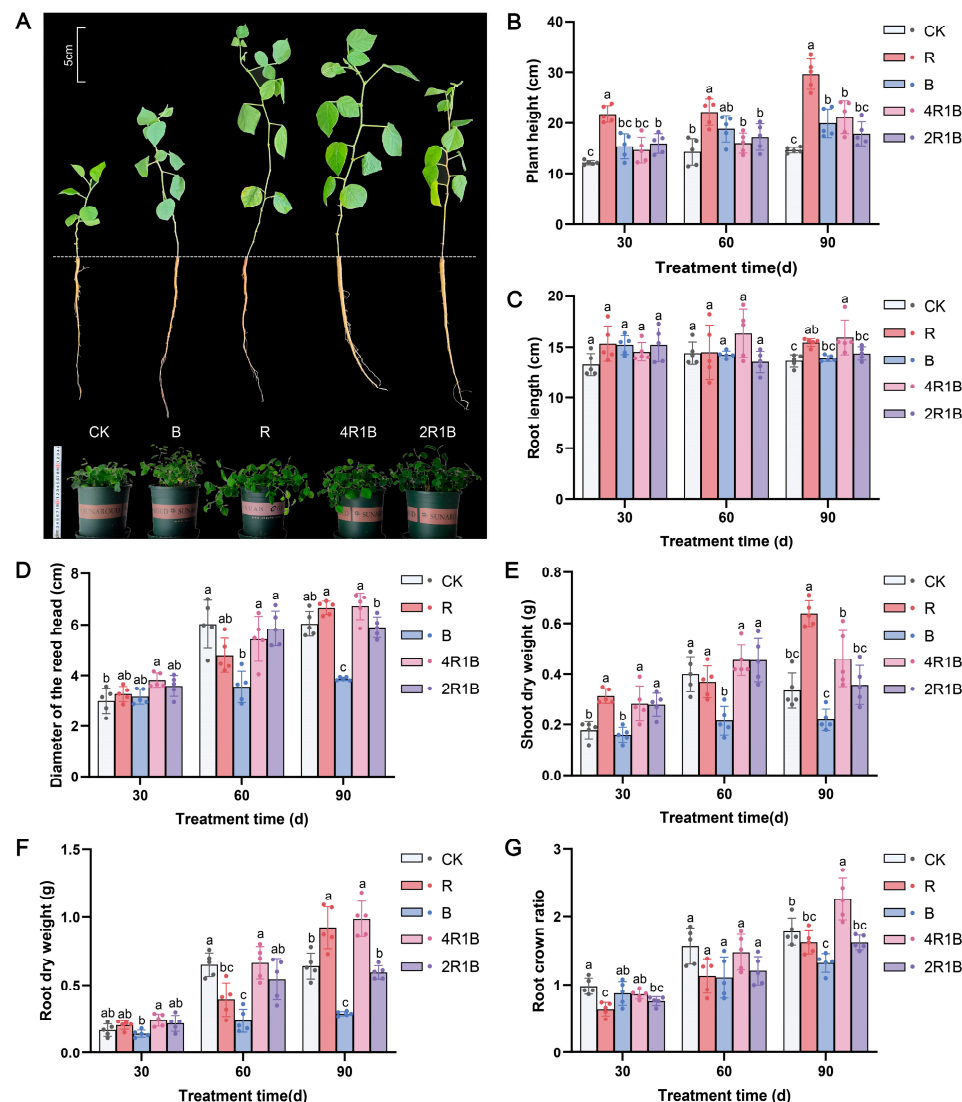 A
5cm
CK
B
R
4R1B
2R1B
SUNAROUD
B
Plant height (cm)
40
30
20
10
0
c
a
bc
bc
b
b
a
ab
b
b
c
a
b
b
bc
30
60
90
Treatment time(d)
CK
R
B
4R1B
2R1B
C
Root length (cm)
20
15
10
5
0
a
a
a
a
a
a
a
a
a
a
c
ab
bc
a
bc
30
60
90
Treatment time (d)
CK
R
B
4R1B
2R1B
D
Diameter of the reed head (cm)
8
6
4
2
0
b
ab
ab
a
ab
a
ab
b
a
a
ab
a
c
a
b
30
60
90
Treatment time (d)
CK
R
B
4R1B
2R1B
E
Shoot dry weight (g)
0.8
0.6
0.4
0.2
0.0
b
a
b
a
a
a
a
b
a
a
bc
a
c
b
bc
30
60
90
Treatment time (d)
CK
R
B
4R1B
2R1B
F
Root dry weight (g)
1.5
1.0
0.5
0.0
ab
ab
b
a
ab
a
bc
c
a
ab
b
a
c
a
b
30
60
90
Treatment time(d)
CK
R
B
4R1B
2R1B
G
Root crown ratio
3
2
1
0
a
c
ab
ab
bc
a
a
a
a
a
b
bc
c
a
bc
30
60
90
Treatment time (d)
CK
R
B
4R1B
2R1B